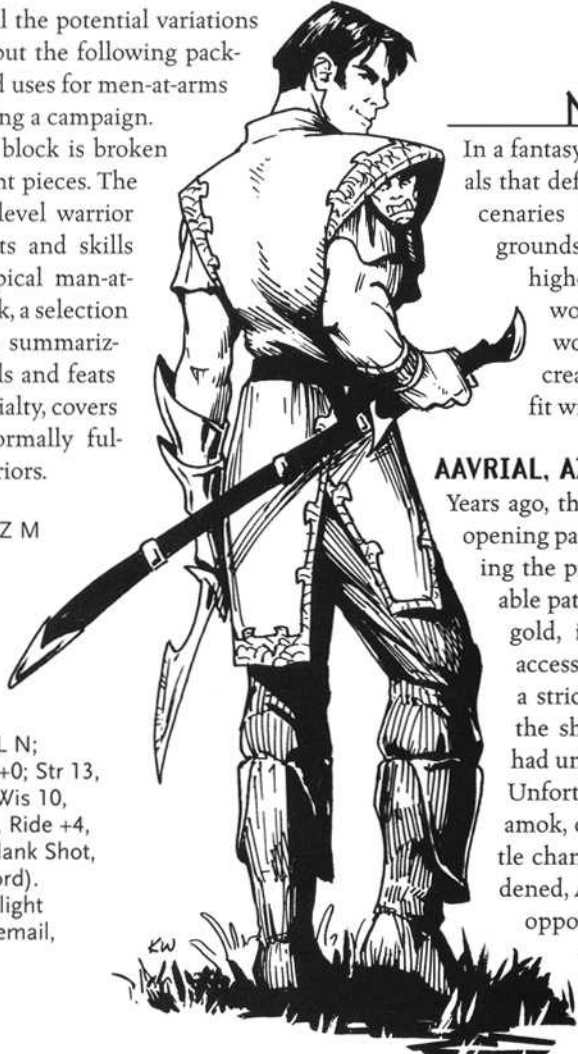 l the potential variations
out the following pack-
d uses for men-at-arms
ing a campaign.
block is broken
nt pieces. The
level warrior
ts and skills
pical man-at-
k, a selection
summariz-
ls and feats
ialty, covers
ormally ful-
riors.
Z M
L N;
+0; Str 13,
Wis 10,
, Ride +4,
lank Shot,
ord).
light
email,
KW
N
In a fantasy
als that def
cenaries
grounds
highe
wo
wo
crea
fit wi
AAVRIAL, A
Years ago, th
opening pa
ing the p
able pat
gold, i
access
a stric
the sh
had un
Unfort
amok, e
tle chan
dened, A
oppo